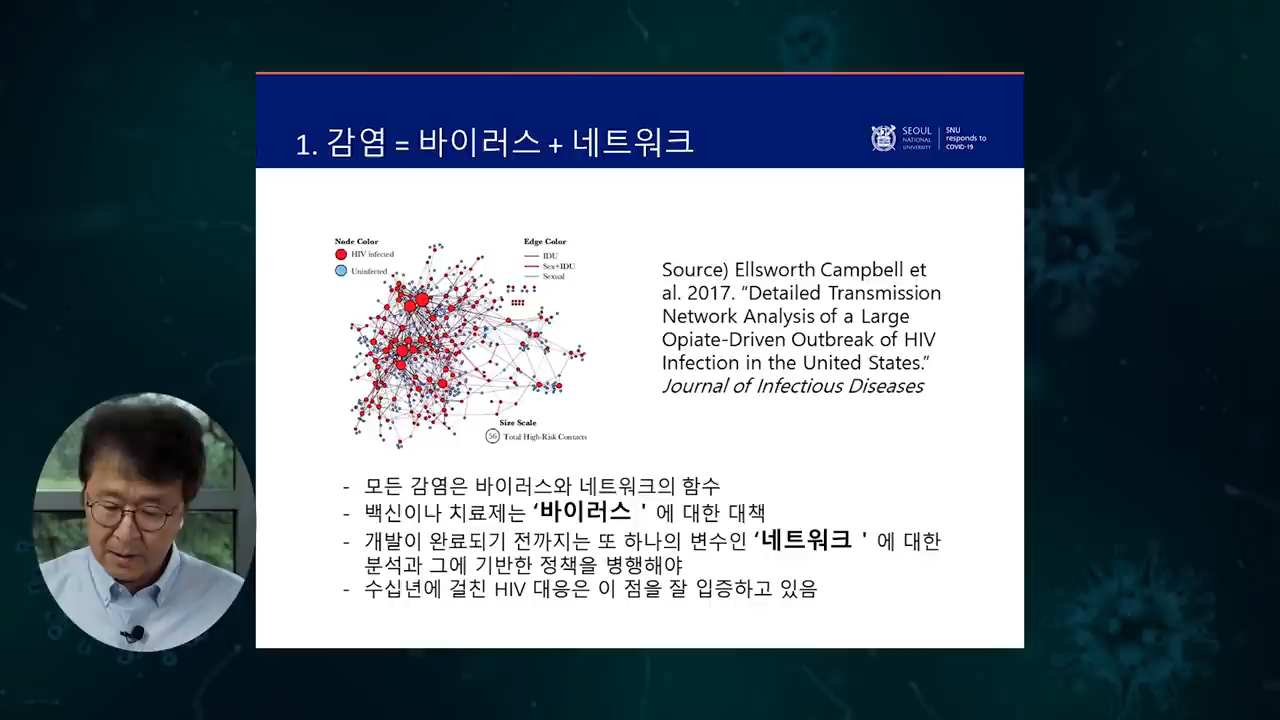 1. 감염 = 바이러스 + 네트워크
SEOUL
NATIONAL
UNIVERSITY
SNU
responds to
COVID-19
Node Color
HIV infected
Uninfected
Edge Color
IDU
Sex+IDU
Sexual
Size Scale
56 Total High-Risk Contacts
Source) Ellsworth Campbell et
al. 2017. "Detailed Transmission
Network Analysis of a Large
Opiate-Driven Outbreak of HIV
Infection in the United States."
Journal of Infectious Diseases
- 모든 감염은 바이러스와 네트워크의 함수
- 백신이나 치료제는 ‘바이러스 ' 에 대한 대책
- 개발이 완료되기 전까지는 또 하나의 변수인 ‘네트워크 ' 에 대한
분석과 그에 기반한 정책을 병행해야
- 수십년에 걸친 HIV 대응은 이 점을 잘 입증하고 있음